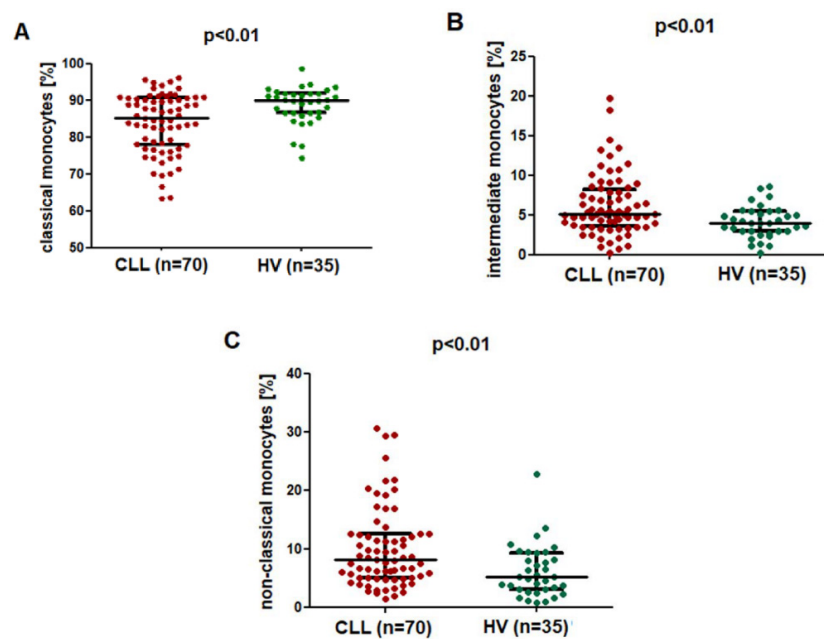 A
p<0.01
classical monocytes [%]
100
90
80
70
60
50
CLL (n=70)
HV (n=35)
B
p<0.01
intermediate monocytes [%]
25
20
15
10
5
0
CLL (n=70)
HV (n=35)
C
p<0.01
non-classical monocytes [%]
40
30
20
10
0
CLL (n=70)
HV (n=35)